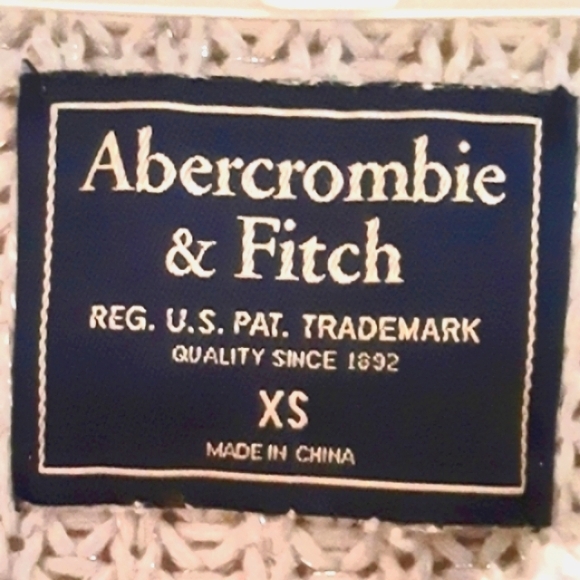 Abercrombie
& Fitch
REG. U.S. PAT. TRADEMARK
QUALITY SINCE 1892
XS
MADE IN CHINA